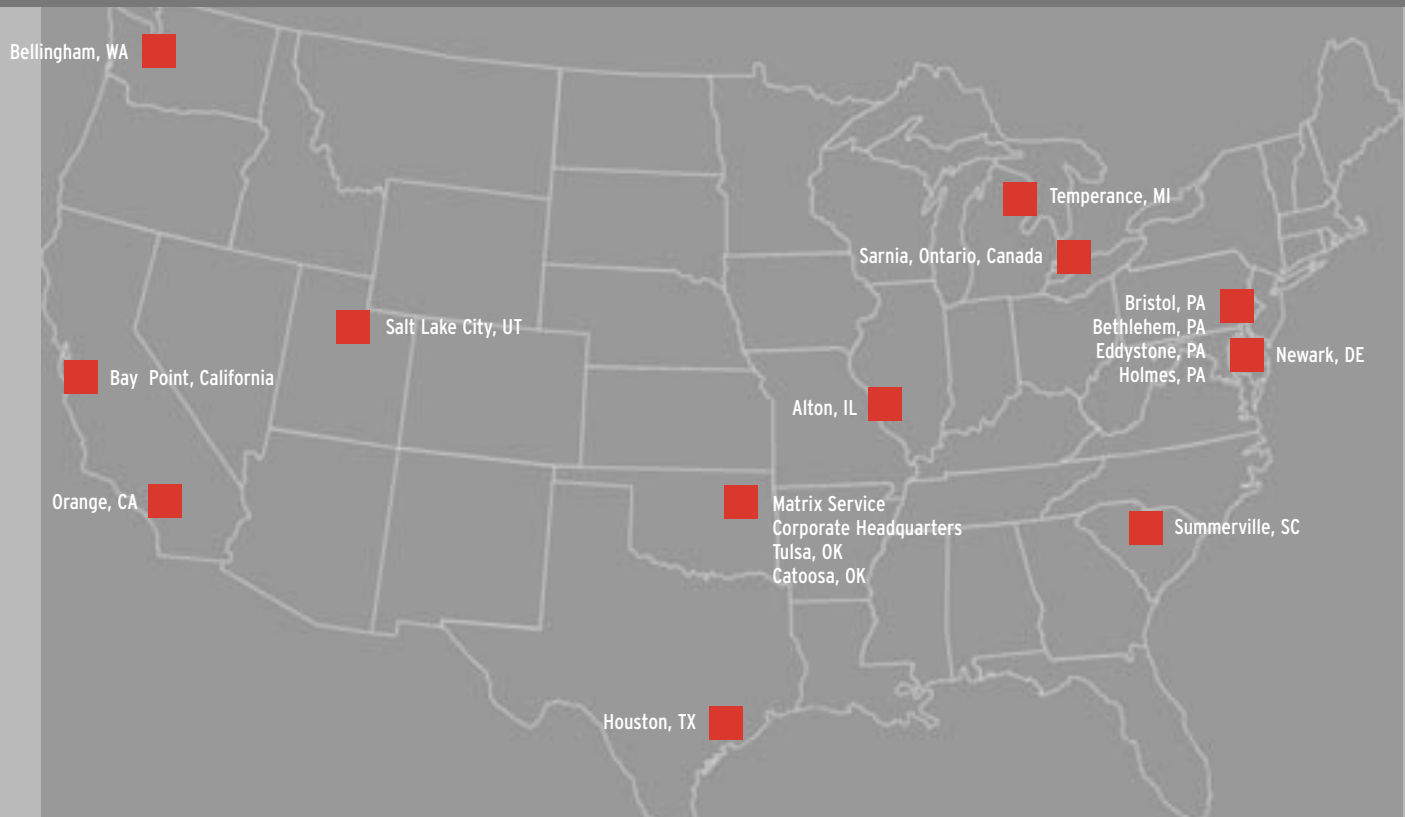 Bellingham, WA
Temperance, MI
Sarnia, Ontario, Canada
Bristol, PA
Bethlehem, PA
Eddystone, PA
Holmes, PA
Newark, DE
Salt Lake City, UT
Bay Point, California
Alton, IL
Orange, CA
Matrix Service
Corporate Headquarters
Tulsa, OK
Catoosa, OK
Summerville, SC
Houston, TX